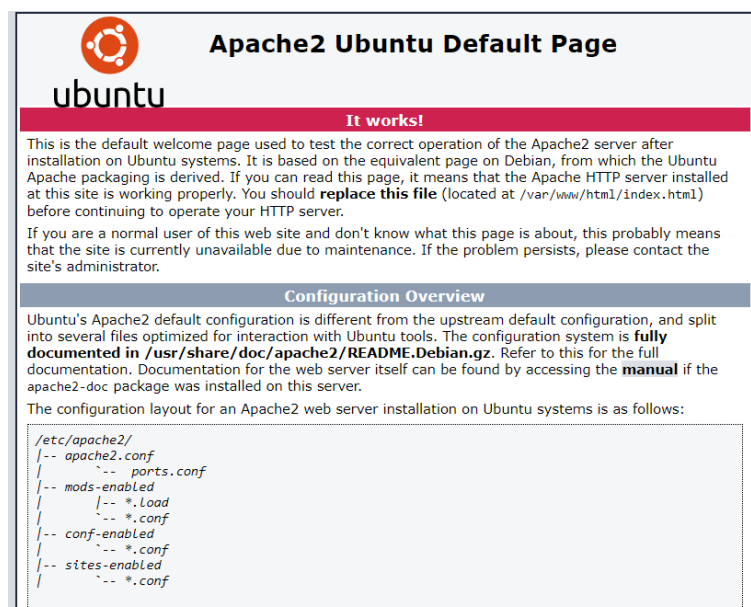 ubuntu
Apache2 Ubuntu Default Page
It works!
This is the default welcome page used to test the correct operation of the Apache2 server after
installation on Ubuntu systems. It is based on the equivalent page on Debian, from which the Ubuntu
Apache packaging is derived. If you can read this page, it means that the Apache HTTP server installed
at this site is working properly. You should replace this file (located at /var/www/html/index.html)
before continuing to operate your HTTP server.
If you are a normal user of this web site and don't know what this page is about, this probably means
that the site is currently unavailable due to maintenance. If the problem persists, please contact the
site's administrator.
Configuration Overview
Ubuntu's Apache2 default configuration is different from the upstream default configuration, and split
into several files optimized for interaction with Ubuntu tools. The configuration system is fully
documented in /usr/share/doc/apache2/README.Debian.gz. Refer to this for the full
documentation. Documentation for the web server itself can be found by accessing the manual if the
apache2-doc package was installed on this server.
The configuration layout for an Apache2 web server installation on Ubuntu systems is as follows:
/etc/apache2/
|-- apache2.conf
|       `--  ports.conf
|-- mods-enabled
|       |-- *.load
|       `-- *.conf
|-- conf-enabled
|       `-- *.conf
|-- sites-enabled
|       `-- *.conf